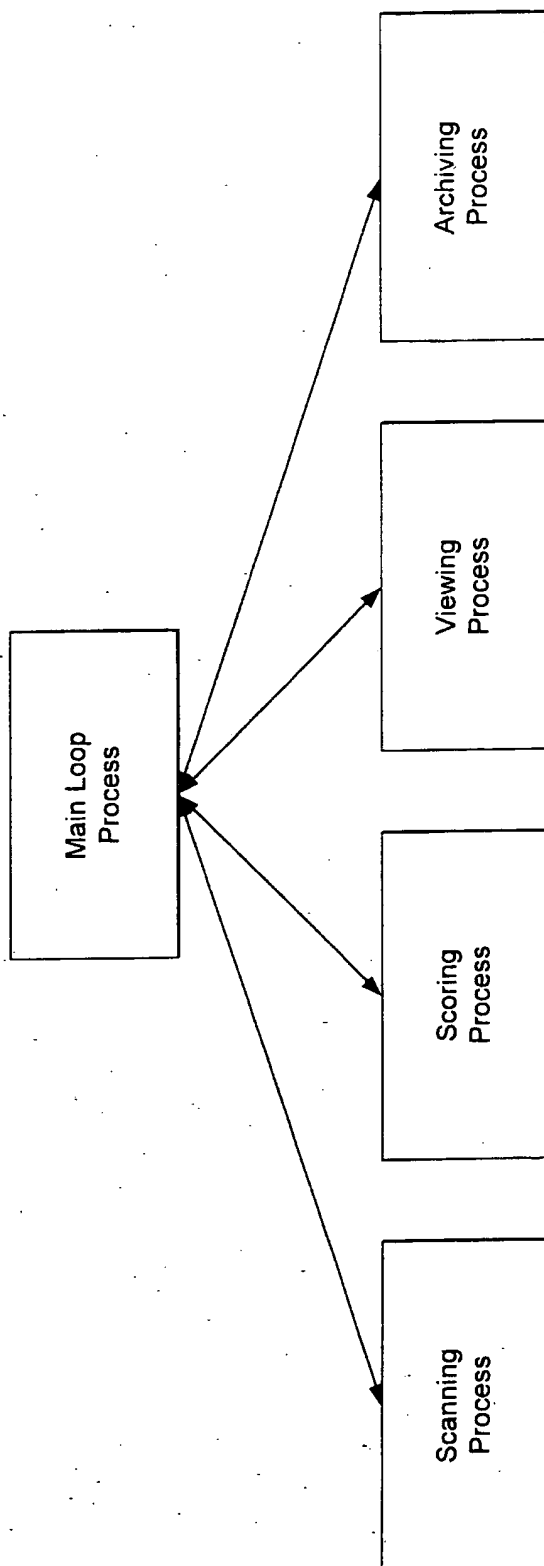 Main Loop
Process
Scanning
Process
Scoring
Process
Viewing
Process
Archiving
Process